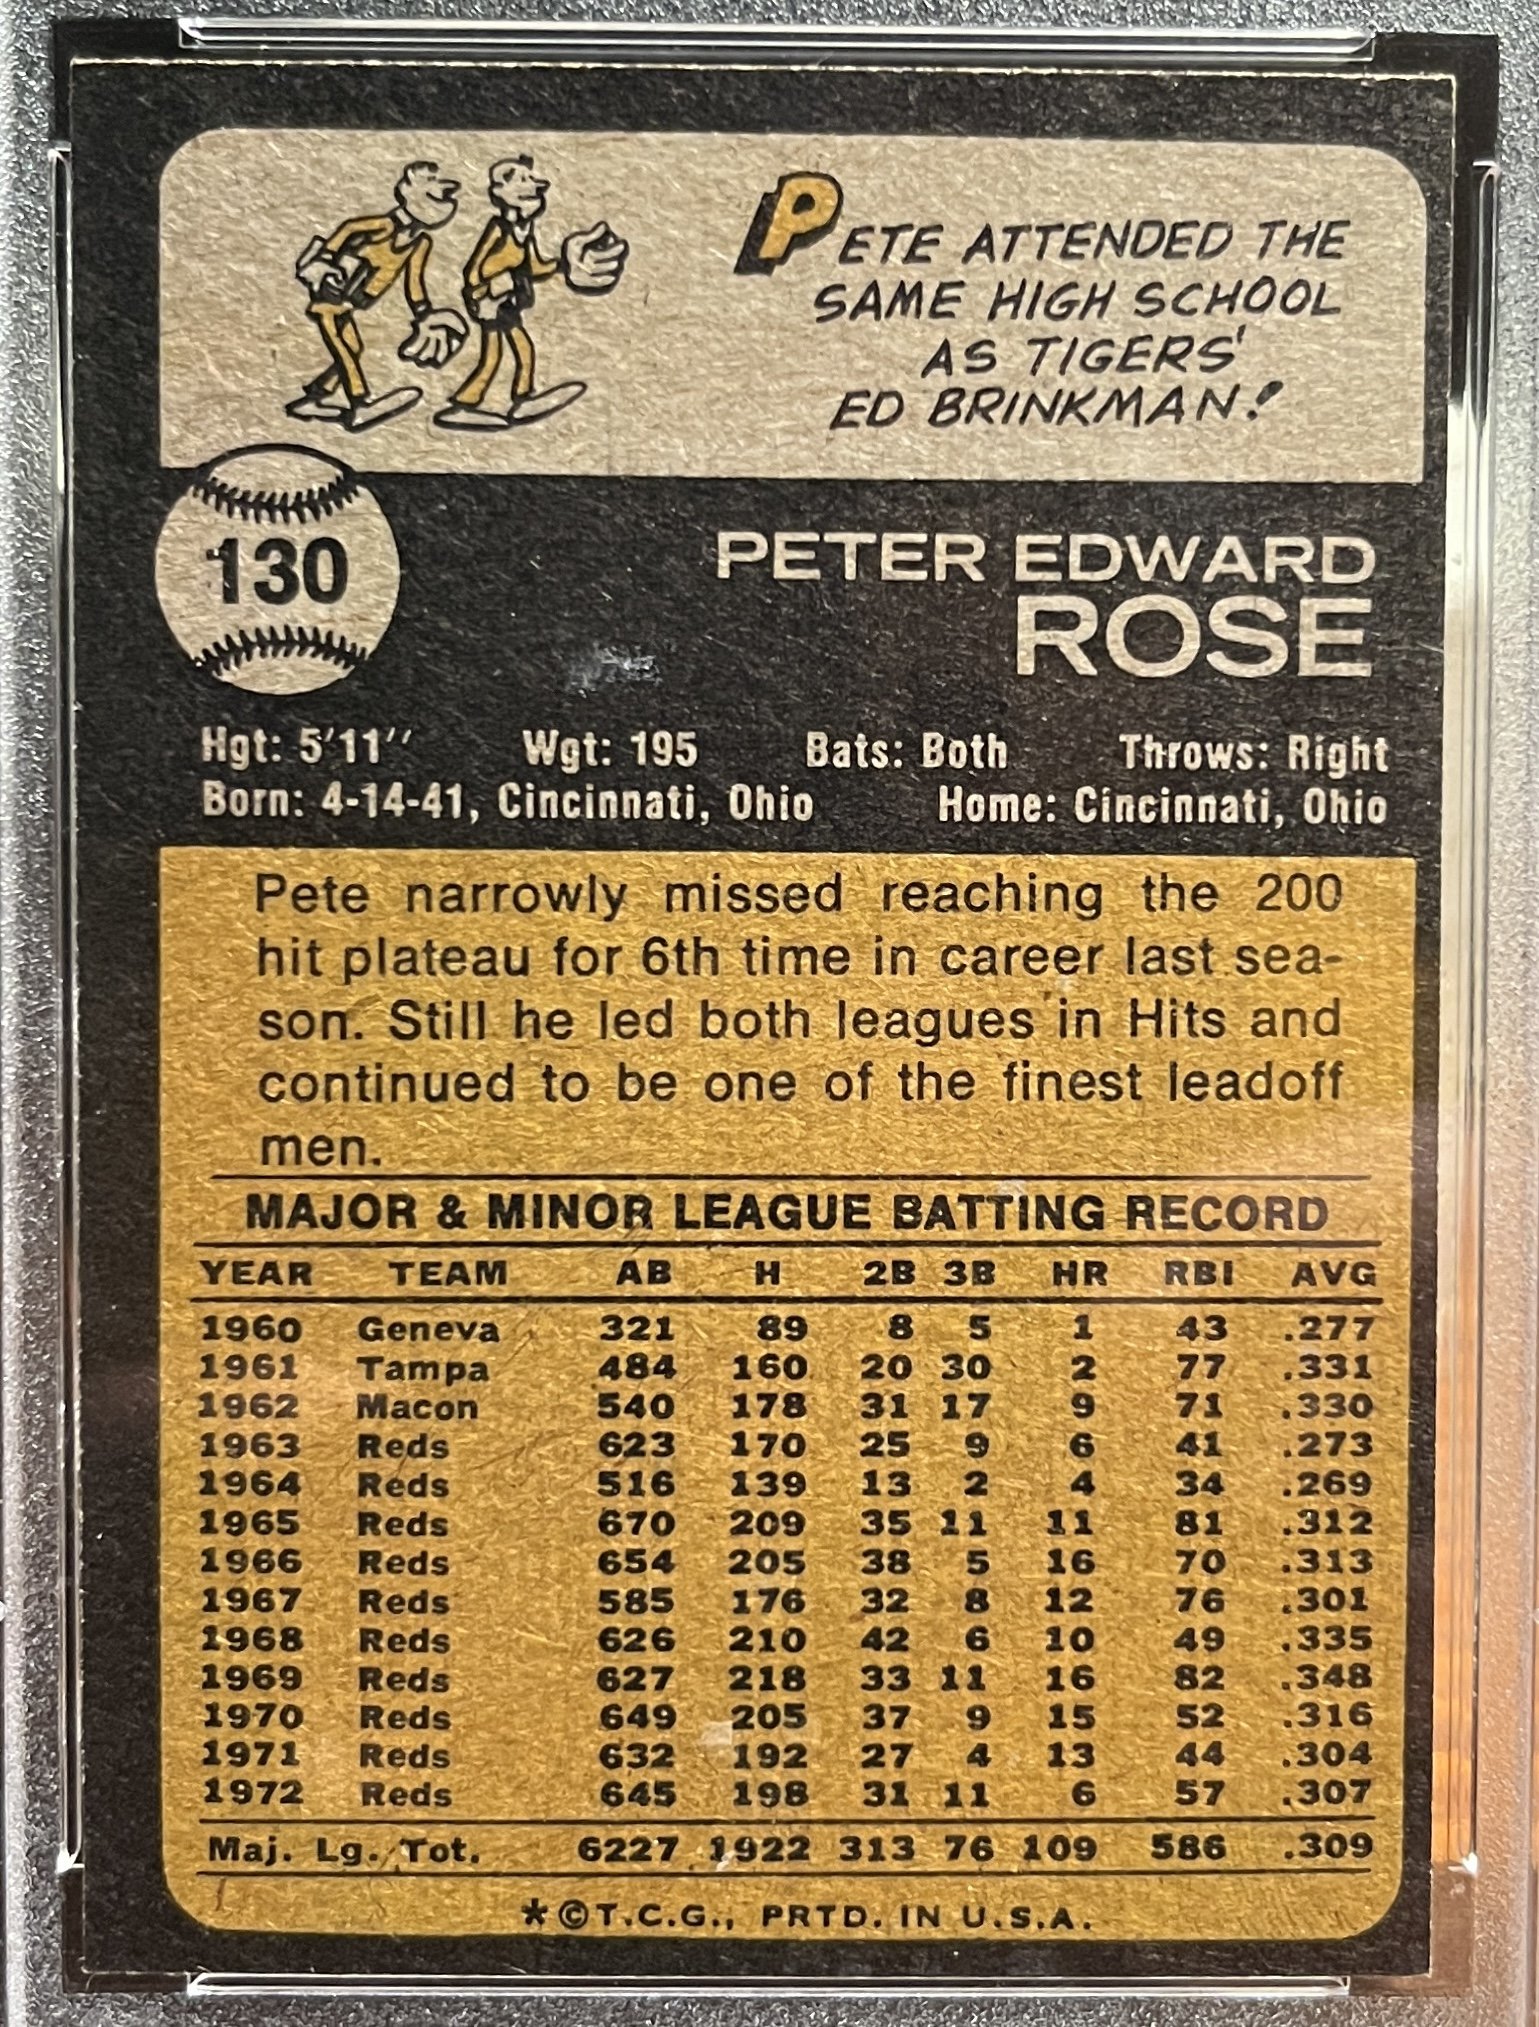 PETE ATTENDED THE
SAME HIGH SCHOOL
AS TIGERS'
ED BRINKMAN!
130
PETER EDWARD
ROSE
Hgt: 5'11'' Wgt: 195 Bats: Both Throws: Right
Born: 4-14-41, Cincinnati, Ohio Home: Cincinnati, Ohio
Pete narrowly missed reaching the 200
hit plateau for 6th time in career last sea-
son. Still he led both leagues in Hits and
continued to be one of the finest leadoff
men.
MAJOR & MINOR LEAGUE BATTING RECORD
YEAR TEAM AB H 2B 3B HR RBI AVG
1960 Geneva 321 89 8 5 1 43 .277
1961 Tampa 484 160 20 30 2 77 .331
1962 Macon 540 178 31 17 9 71 .330
1963 Reds 623 170 25 9 6 41 .273
1964 Reds 516 139 13 2 4 34 .269
1965 Reds 670 209 35 11 11 81 .312
1966 Reds 654 205 38 5 16 70 .313
1967 Reds 585 176 32 8 12 76 .301
1968 Reds 626 210 42 6 10 49 .335
1969 Reds 627 218 33 11 16 82 .348
1970 Reds 649 205 37 9 15 52 .316
1971 Reds 632 192 27 4 13 44 .304
1972 Reds 645 198 31 11 6 57 .307
Maj. Lg. Tot. 6227 1922 313 76 109 586 .309
*©T.C.G., PRTD. IN U.S.A.